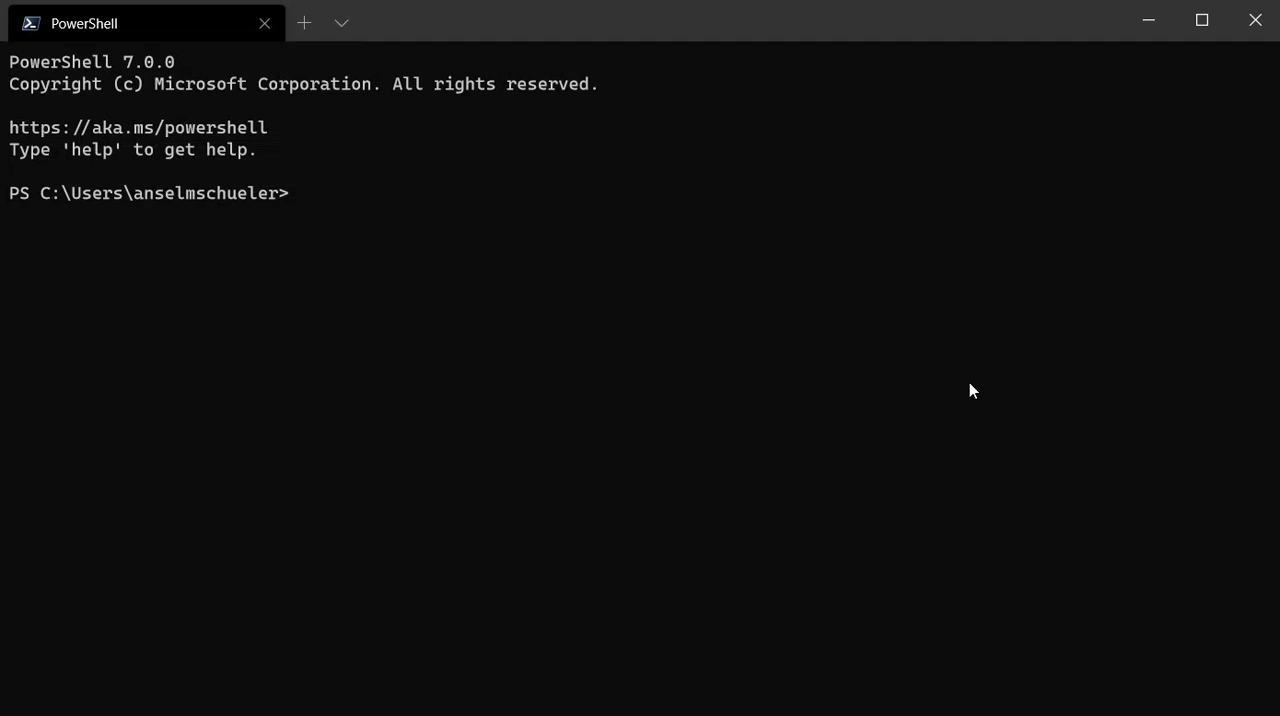 PowerShell
PowerShell 7.0.0
Copyright (c) Microsoft Corporation. All rights reserved.
https://aka.ms/powershell
Type 'help' to get help.
PS C:\Users\anselmschueler>